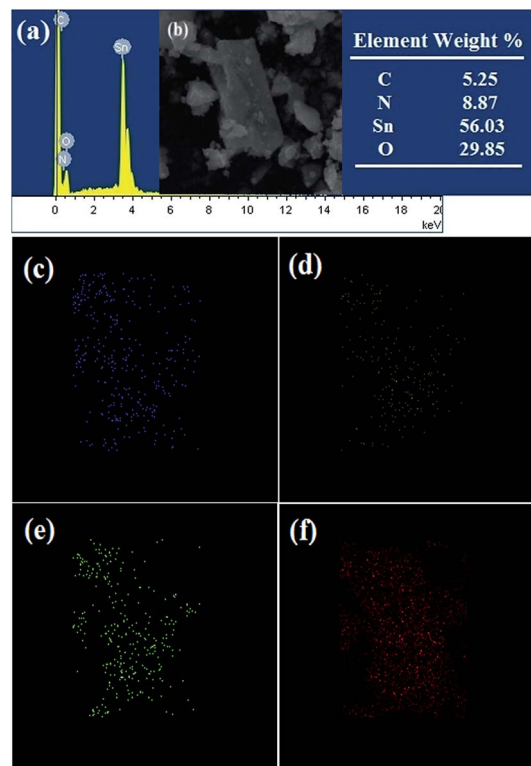 (a)
C
Sn
O
N
(b)
Element Weight %
C 5.25
N 8.87
Sn 56.03
O 29.85
0 2 4 6 8 10 12 14 16 18 20
keV
(c)
(d)
(e)
(f)